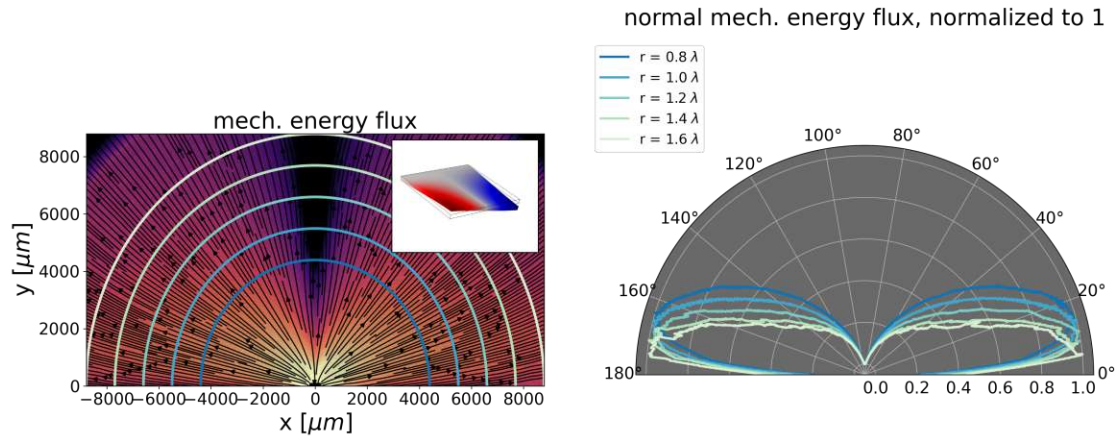 normal mech. energy flux, normalized to 1
mech. energy flux
8000
6000
4000
2000
0
y [μm]
−8000 −6000 −4000 −2000 0 2000 4000 6000 8000
x [μm]
r = 0.8 λ
r = 1.0 λ
r = 1.2 λ
r = 1.4 λ
r = 1.6 λ
100° 80°
120° 60°
140° 40°
160° 20°
180° 0°
0.0 0.2 0.4 0.6 0.8 1.0